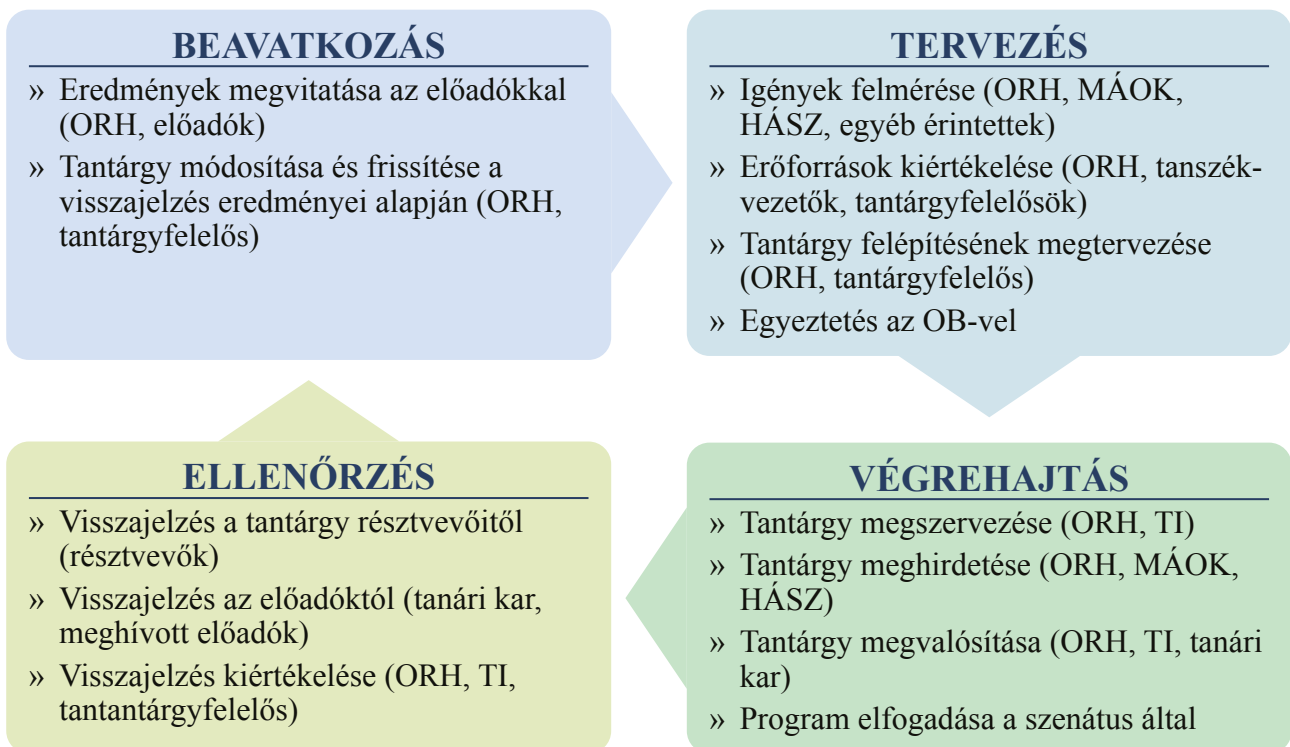 BEAVATKOZÁS
» Eredmények megvitatása az előadókkal
(ORH, előadók)
» Tantárgy módosítása és frissítése a
visszajelzés eredményei alapján (ORH,
tantárgyfelelős)
TERVEZÉS
» Igények felmérése (ORH, MÁOK,
HÁSZ, egyéb érintettek)
» Erőforrások kiértékelése (ORH, tanszék-
vezetők, tantárgyfelelősök)
» Tantárgy felépítésének megtervezése
(ORH, tantárgyfelelős)
» Egyeztetés az OB-vel
ELLENŐRZÉS
» Visszajelzés a tantárgy résztvevőitől
(résztvevők)
» Visszajelzés az előadóktól (tanári kar,
meghívott előadók)
» Visszajelzés kiértékelése (ORH, TI,
tantantárgyfelelős)
VÉGREHAJTÁS
» Tantárgy megszervezése (ORH, TI)
» Tantárgy meghirdetése (ORH, MÁOK,
HÁSZ)
» Tantárgy megvalósítása (ORH, TI, tanári
kar)
» Program elfogadása a szenátus által